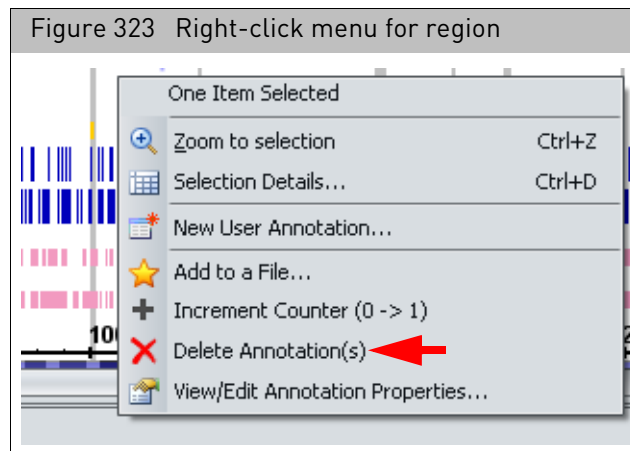 Figure 323 Right-click menu for region
One Item Selected
Zoom to selection Ctrl+Z
Selection Details... Ctrl+D
New User Annotation...
Add to a File...
Increment Counter (0 -> 1)
Delete Annotation(s)
View/Edit Annotation Properties...